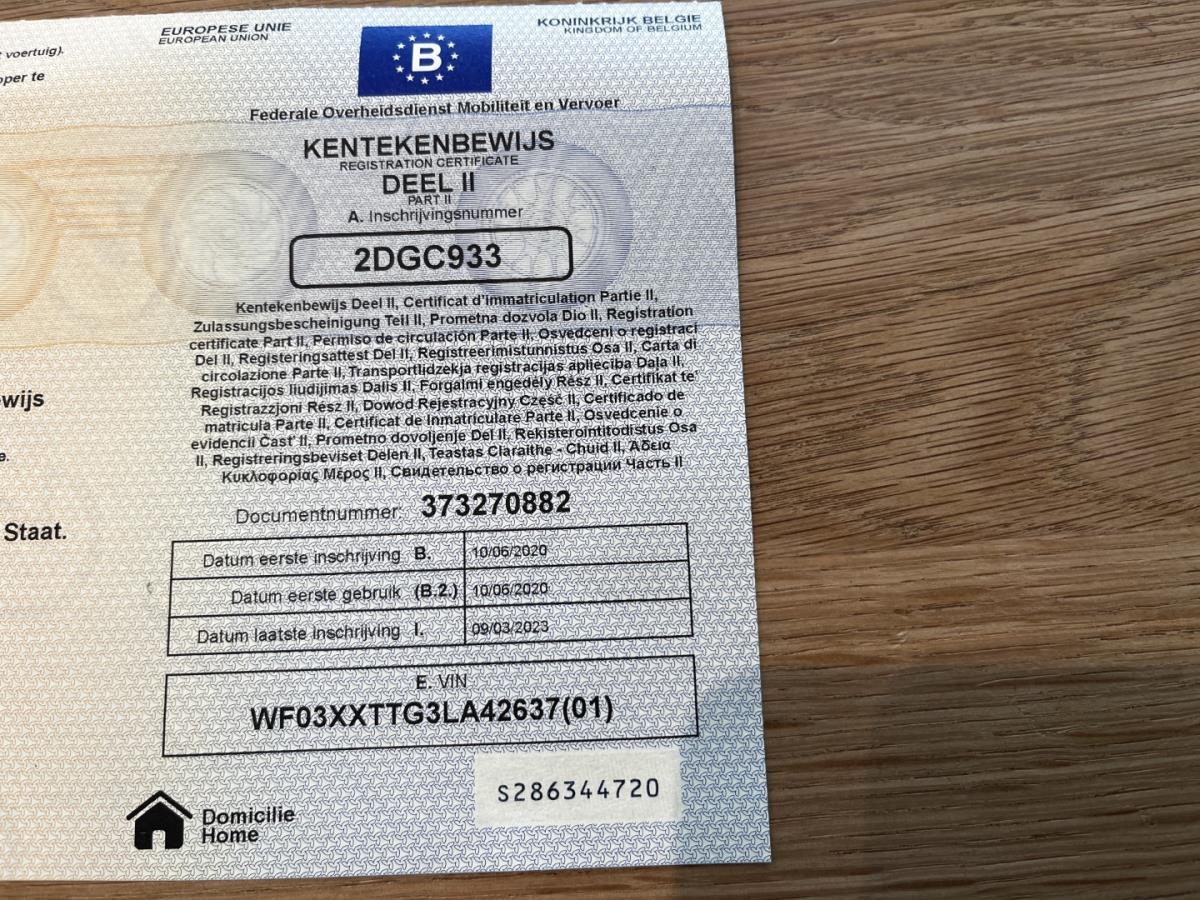 t voertuig).
oper te
ewijs
e.
Staat.
EUROPESE UNIE
EUROPEAN UNION
B
KONINKRIJK BELGIE
KINGDOM OF BELGIUM
Federale Overheidsdienst Mobiliteit en Vervoer
KENTEKENBEWIJS
REGISTRATION CERTIFICATE
DEEL II
PART II
A. Inschrijvingsnummer
2DGC933
Kentekenbewijs Deel II, Certificat d'immatriculation Partie II,
Zulassungsbescheinigung Teil II, Prometna dozvola Dio II, Registration
certificate Part II, Permiso de circulación Parte II, Osvedceni o registraci
Del II, Registeringsattest Del II, Registreerimistunnistus Osa II, Carta di
circolazione Parte II, Transportlidzekja registracijas aplieciba Daļa II,
Registracijos liudijimas Dalis II, Forgalmi engedély Rész II, Certifikat te'
Registrazzjoni Résż II, Dowod Rejestracyjny Część II, Certificado de
matricula Parte II, Certificat de Inmatriculare Parte II, Osvedcenie o
evidencii Čast' II, Prometno dovoljenje Del II, Rekisterointitodistus Osa
II, Registreringsbeviset Delen II, Teastas Claraithe - Chuid II, Άδεια
Κυκλοφορίας Μέρος II, Свидетельство о регистрации Часть II
Documentnummer: 373270882
Datum eerste inschrijving B. 10/06/2020
Datum eerste gebruik (B.2.) 10/06/2020
Datum laatste inschrijving I. 09/03/2023
E. VIN
WF03XXTTG3LA42637(01)
S286344720
Domicilie
Home